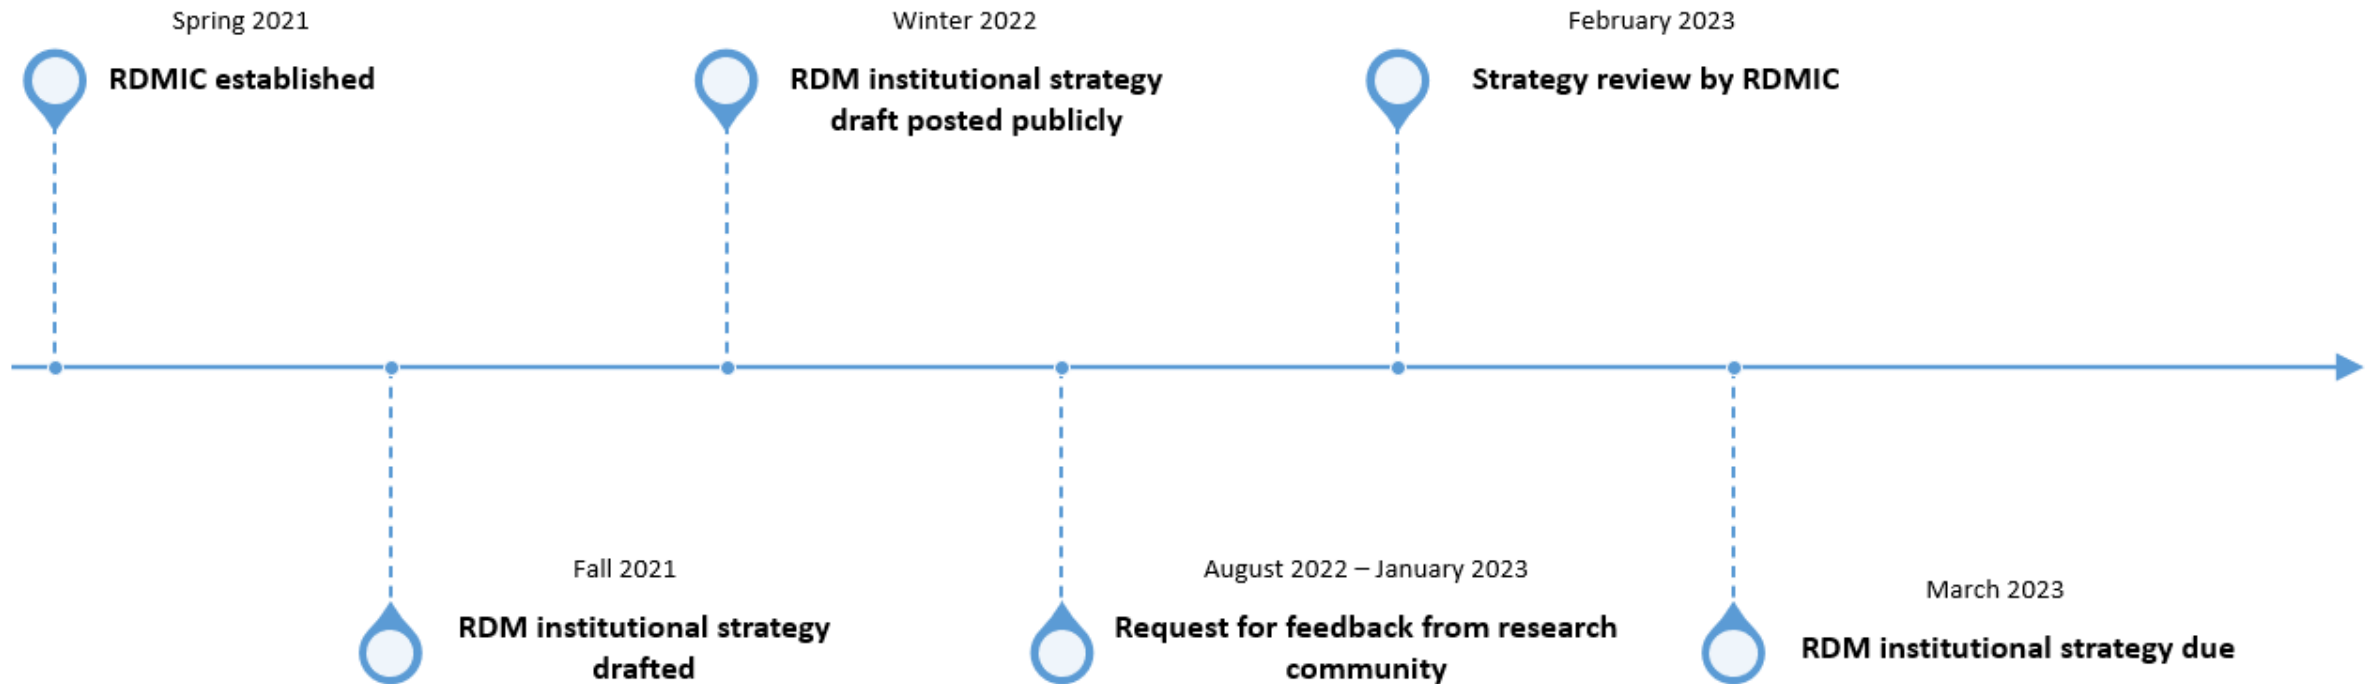 Spring 2021
RDMIC established
Winter 2022
RDM institutional strategy
draft posted publicly
February 2023
Strategy review by RDMIC
Fall 2021
RDM institutional strategy
drafted
August 2022 – January 2023
Request for feedback from research
community
March 2023
RDM institutional strategy due